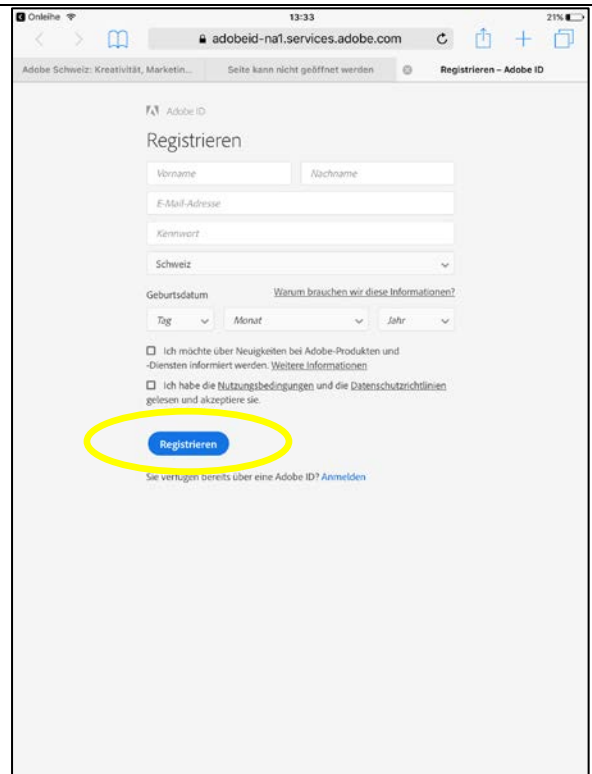 Onleihe 13:33 21%
adobeid-na1.services.adobe.com
Adobe Schweiz: Kreativität, Marketin... Seite kann nicht geöffnet werden Registrieren – Adobe ID
Adobe ID
Registrieren
Vorname Nachname
E-Mail-Adresse
Kennwort
Schweiz
Geburtsdatum Warum brauchen wir diese Informationen?
Tag Monat Jahr
Ich möchte über Neuigkeiten bei Adobe-Produkten und
-Diensten informiert werden. Weitere Informationen
Ich habe die Nutzungsbedingungen und die Datenschutzrichtlinien
gelesen und akzeptiere sie.
Registrieren
Sie verfügen bereits über eine Adobe ID? Anmelden